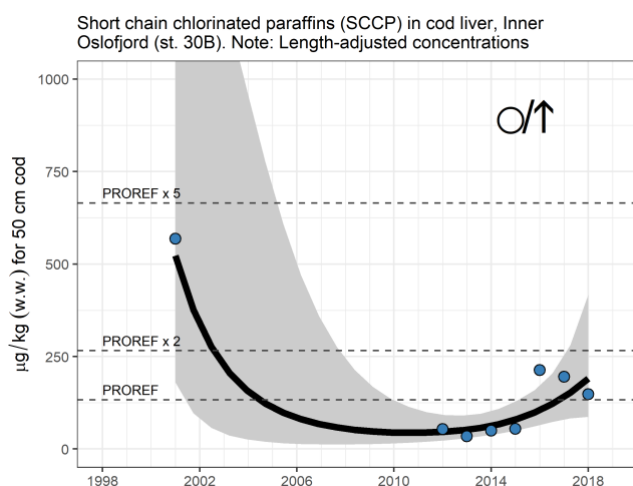 Short chain chlorinated paraffins (SCCP) in cod liver, Inner
Oslofjord (st. 30B). Note: Length-adjusted concentrations
μg/kg (w.w.) for 50 cm cod
1000
750
PROREF x 5
500
PROREF x 2
250
PROREF
0
○/↑
1998
2002
2006
2010
2014
2018